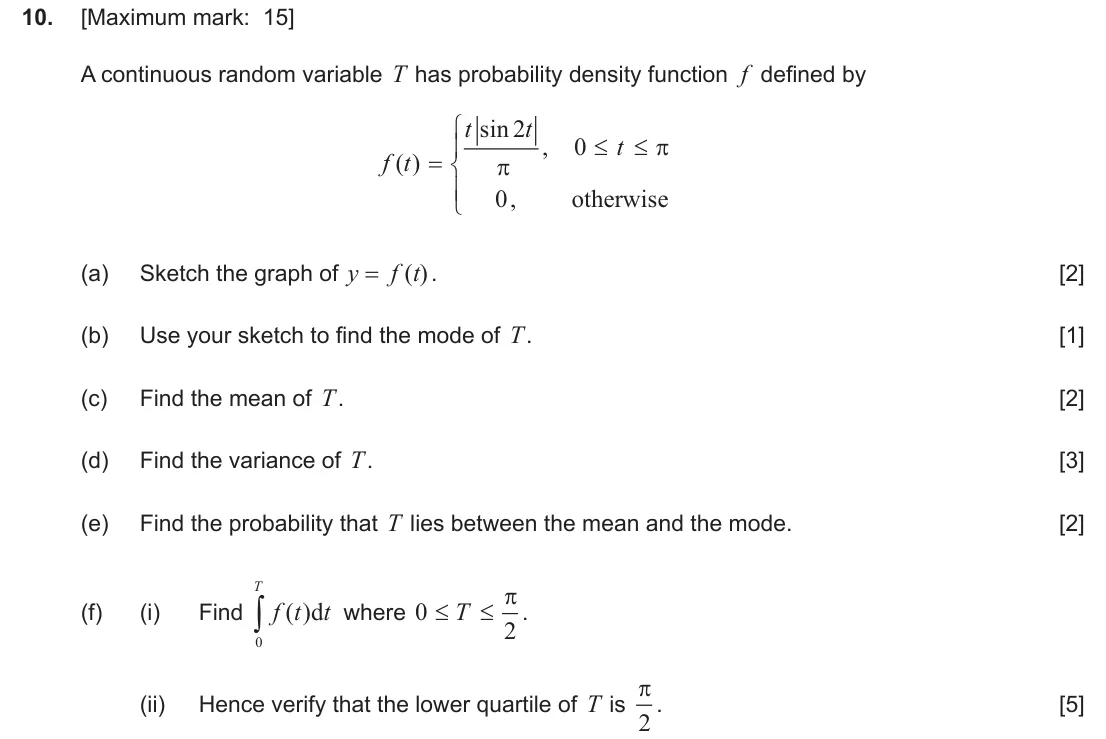 10. [Maximum mark: 15]
A continuous random variable T has probability density function f defined by
f(t) = { t|sin 2t| / π, 0 ≤ t ≤ π
0, otherwise
(a) Sketch the graph of y = f(t). [2]
(b) Use your sketch to find the mode of T. [1]
(c) Find the mean of T. [2]
(d) Find the variance of T. [3]
(e) Find the probability that T lies between the mean and the mode. [2]
(f) (i) Find ∫₀ᵀ f(t)dt where 0 ≤ T ≤ π/2.
(ii) Hence verify that the lower quartile of T is π/2. [5]